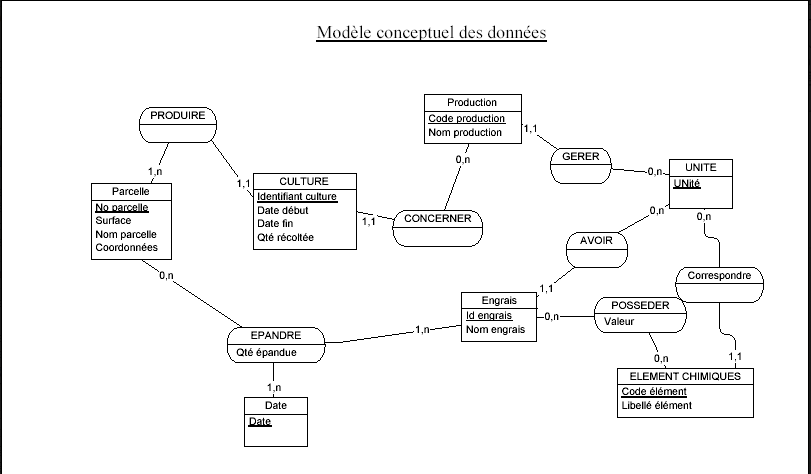 Modèle conceptuel des données
PRODUIRE
1,n
1,1
Parcelle
No parcelle
Surface
Nom parcelle
Coordonnées
0,n
CULTURE
Identifiant culture
Date début
Date fin
Qté récoltée
1,1
CONCERNER
0,n
Production
Code production
Nom production
1,1
GERER
0,n
UNITE
UNité
0,n
0,n
AVOIR
1,1
Correspondre
1,1
Engrais
Id engrais
Nom engrais
0,n
POSSEDER
Valeur
0,n
ELEMENT CHIMIQUES
Code élément
Libellé élément
EPANDRE
Qté épandue
1,n
1,n
Date
Date